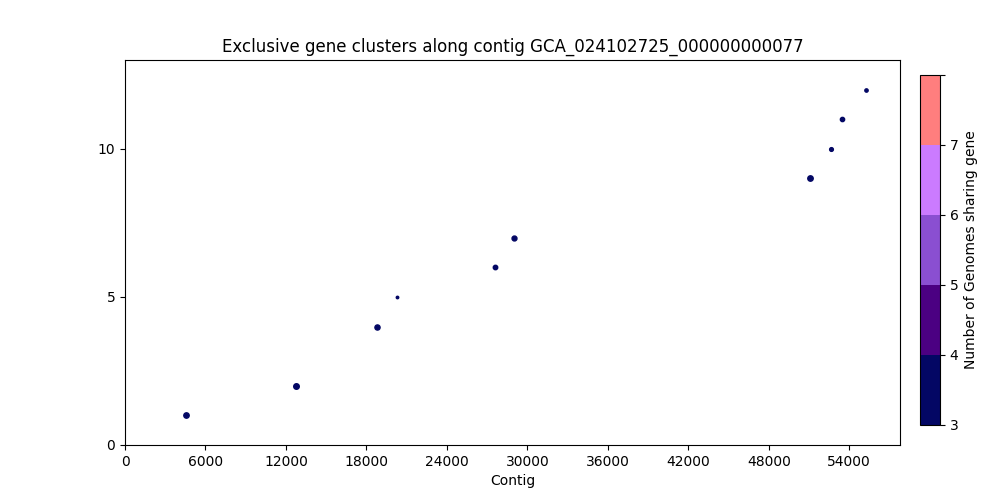 Exclusive gene clusters along contig GCA_024102725_000000000077
10
5
0
0 6000 12000 18000 24000 30000 36000 42000 48000 54000
Contig
7
6
5
4
3
Number of Genomes sharing gene